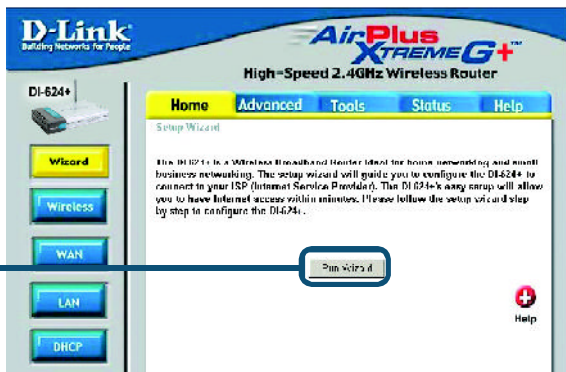 D-Link
Building Networks for People
AirPlus
XTREME G+™
High-Speed 2.4GHz Wireless Router
DI-624+
Home Advanced Tools Status Help
Setup Wizard
The DI-624+ is a Wireless Broadband Router ideal for home networking and small
business networking. The setup wizard will guide you to configure the DI-624+ to
connect to your ISP (Internet Service Provider). The DI-624+'s easy setup will allow
you to have Internet access within minutes. Please follow the setup wizard step
by step to configure the DI-624+.
Wizard
Wireless
WAN
LAN
DHCP
Run Wizard
Help